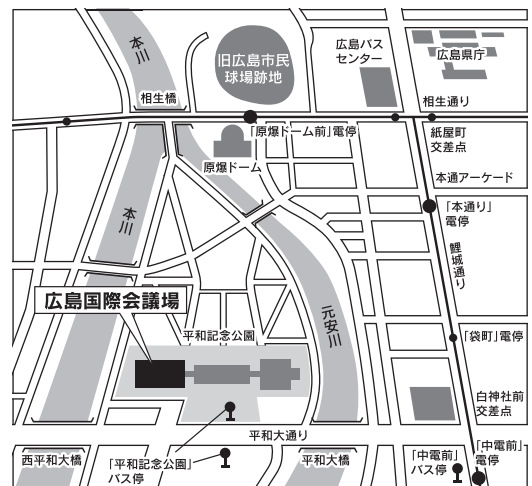 本川
旧広島市民
球場跡地
広島バス
センター
広島県庁
相生橋
相生通り
「原爆ドーム前」電停
紙屋町
交差点
原爆ドーム
本通アーケード
本川
「本通り」
電停
鯉城通り
広島国際会議場
元安川
平和記念公園
「袋町」電停
白神社前
交差点
平和大通り
西平和大橋
「平和記念公園」
バス停
平和大橋
「中電前」
バス停
「中電前」
電停